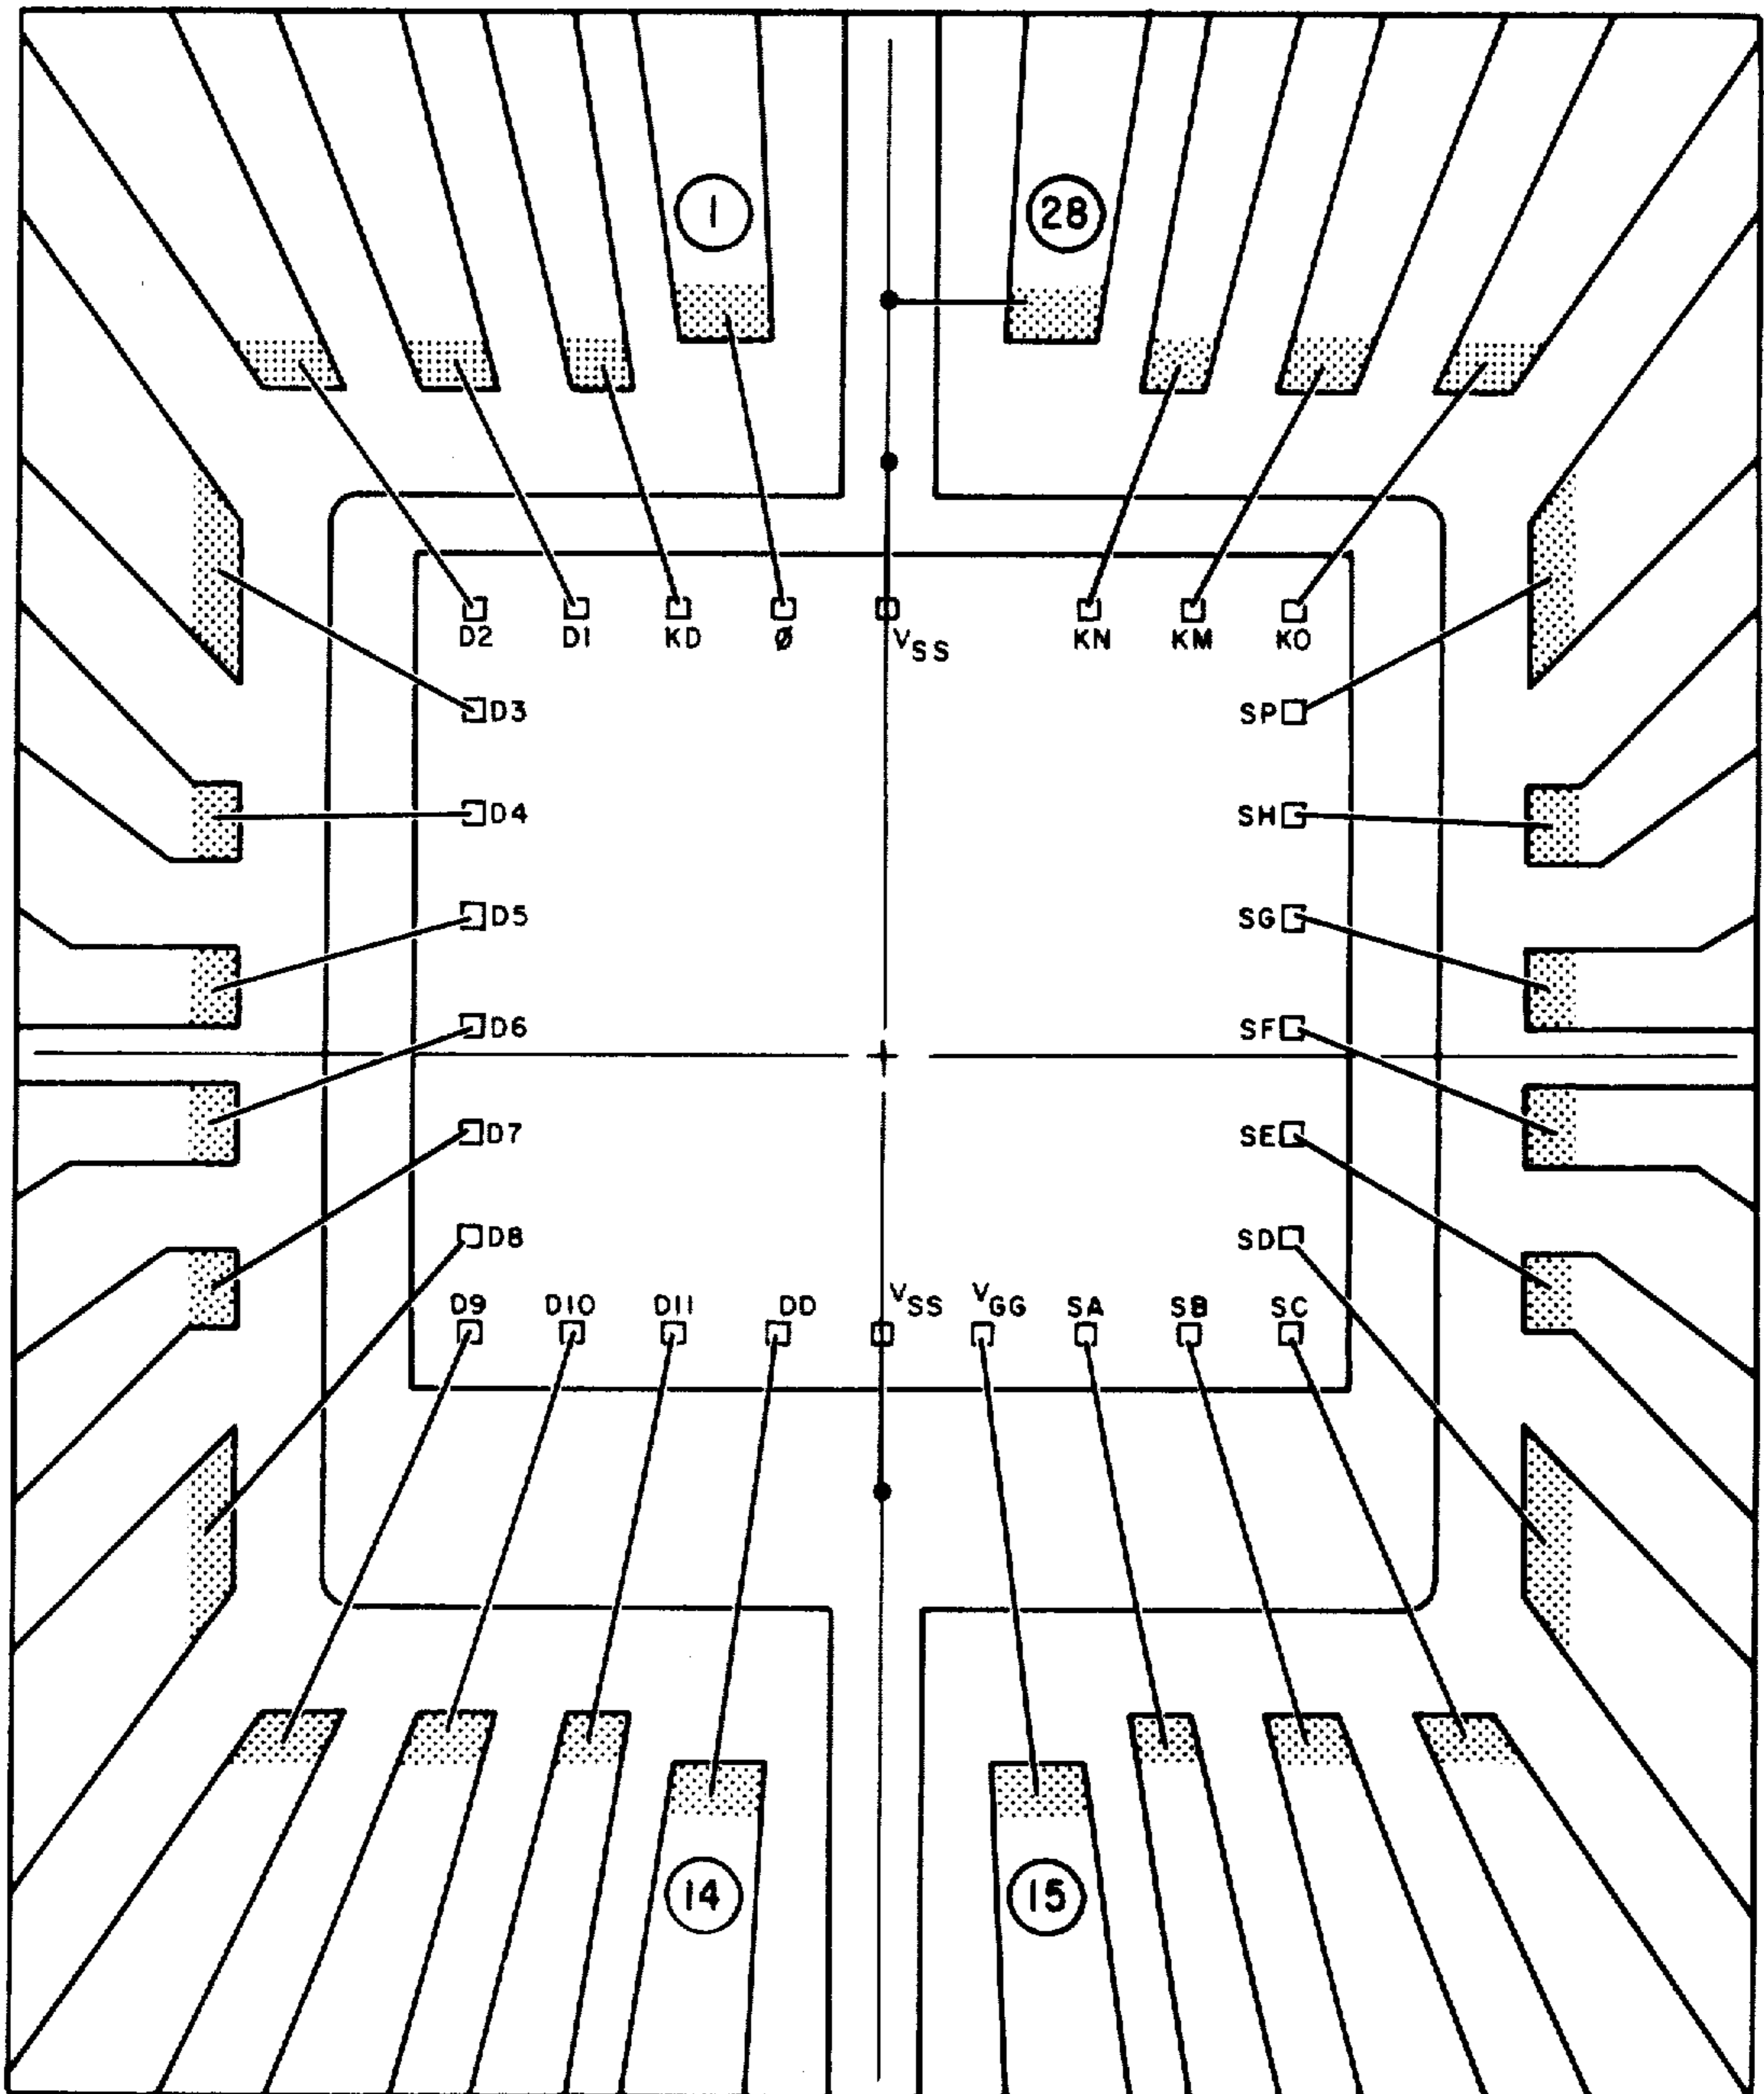 1 28
D2 D1 KD Ø VSS KN KM KO
D3 SP
D4 SH
D5 SG
D6 SF
D7 SE
D8 SD
D9 D10 D11 DD VSS VGG SA SB SC
14 15